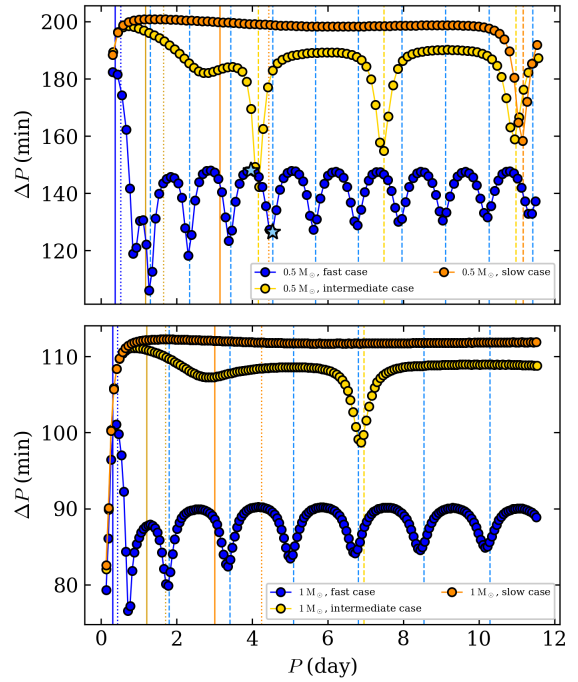 200
180
160
140
120
ΔP (min)
0.5 M☉, fast case
0.5 M☉, intermediate case
0.5 M☉, slow case
110
100
90
80
ΔP (min)
1 M☉, fast case
1 M☉, intermediate case
1 M☉, slow case
0 2 4 6 8 10 12
P (day)